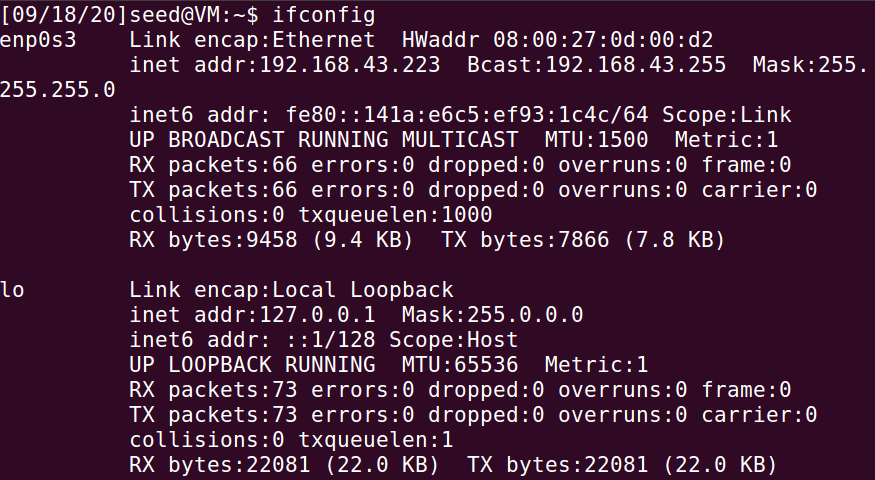 [09/18/20]seed@VM:~$ ifconfig
enp0s3    Link encap:Ethernet  HWaddr 08:00:27:0d:00:d2
          inet addr:192.168.43.223  Bcast:192.168.43.255  Mask:255.
255.255.0
          inet6 addr: fe80::141a:e6c5:ef93:1c4c/64 Scope:Link
          UP BROADCAST RUNNING MULTICAST  MTU:1500  Metric:1
          RX packets:66 errors:0 dropped:0 overruns:0 frame:0
          TX packets:66 errors:0 dropped:0 overruns:0 carrier:0
          collisions:0 txqueuelen:1000
          RX bytes:9458 (9.4 KB)  TX bytes:7866 (7.8 KB)

lo        Link encap:Local Loopback
          inet addr:127.0.0.1  Mask:255.0.0.0
          inet6 addr: ::1/128 Scope:Host
          UP LOOPBACK RUNNING  MTU:65536  Metric:1
          RX packets:73 errors:0 dropped:0 overruns:0 frame:0
          TX packets:73 errors:0 dropped:0 overruns:0 carrier:0
          collisions:0 txqueuelen:1
          RX bytes:22081 (22.0 KB)  TX bytes:22081 (22.0 KB)